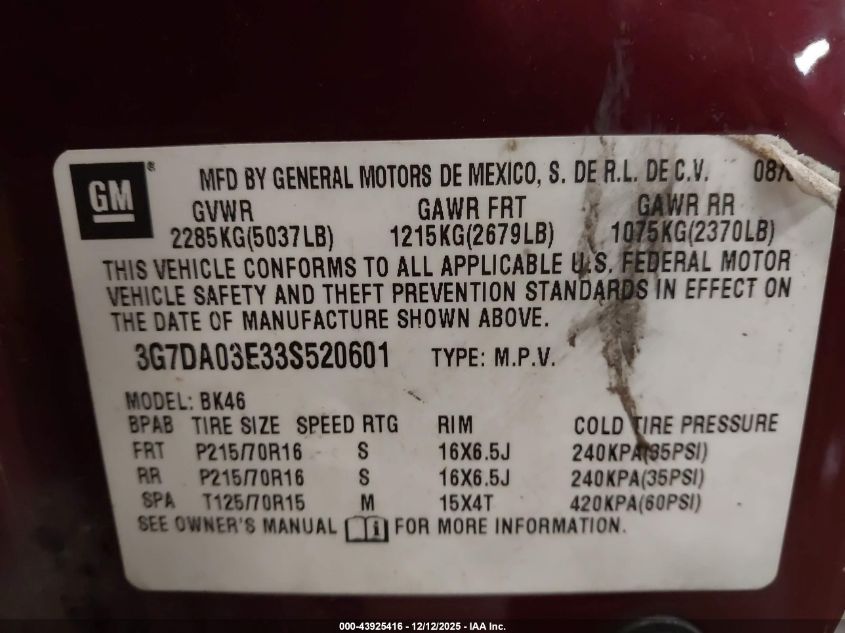 GM ®
MFD BY GENERAL MOTORS DE MEXICO, S. DE R.L. DE C.V. 08/
GVWR GAWR FRT GAWR RR
2285KG(5037LB) 1215KG(2679LB) 1075KG(2370LB)
THIS VEHICLE CONFORMS TO ALL APPLICABLE U.S. FEDERAL MOTOR
VEHICLE SAFETY AND THEFT PREVENTION STANDARDS IN EFFECT ON
THE DATE OF MANUFACTURE SHOWN ABOVE.
3G7DA03E33S520601 TYPE: M.P.V.
MODEL: BK46
BPAB TIRE SIZE SPEED RTG RIM COLD TIRE PRESSURE
FRT P215/70R16 S 16X6.5J 240KPA(35PSI)
RR P215/70R16 S 16X6.5J 240KPA(35PSI)
SPA T125/70R15 M 15X4T 420KPA(60PSI)
SEE OWNER'S MANUAL i FOR MORE INFORMATION.
000-43925416 - 12/12/2025 - IAA Inc.